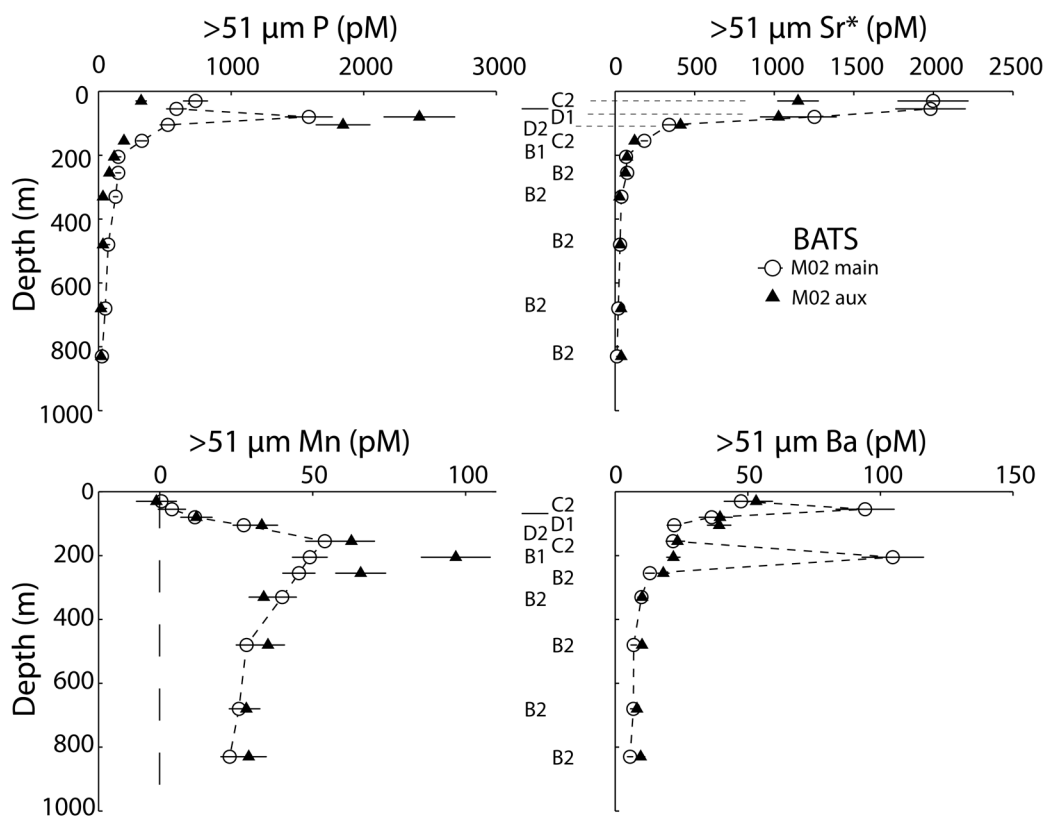 >51 µm P (pM)
0 1000 2000 3000
>51 µm Sr* (pM)
0 500 1000 1500 2000 2500
Depth (m)
0
200
400
600
800
1000
C2
D1
D2
C2
B1
B2
B2
B2
B2
B2
BATS
M02 main
M02 aux
>51 µm Mn (pM)
0 50 100
>51 µm Ba (pM)
0 50 100 150
Depth (m)
0
200
400
600
800
1000
C2
D1
D2
C2
B1
B2
B2
B2
B2
B2